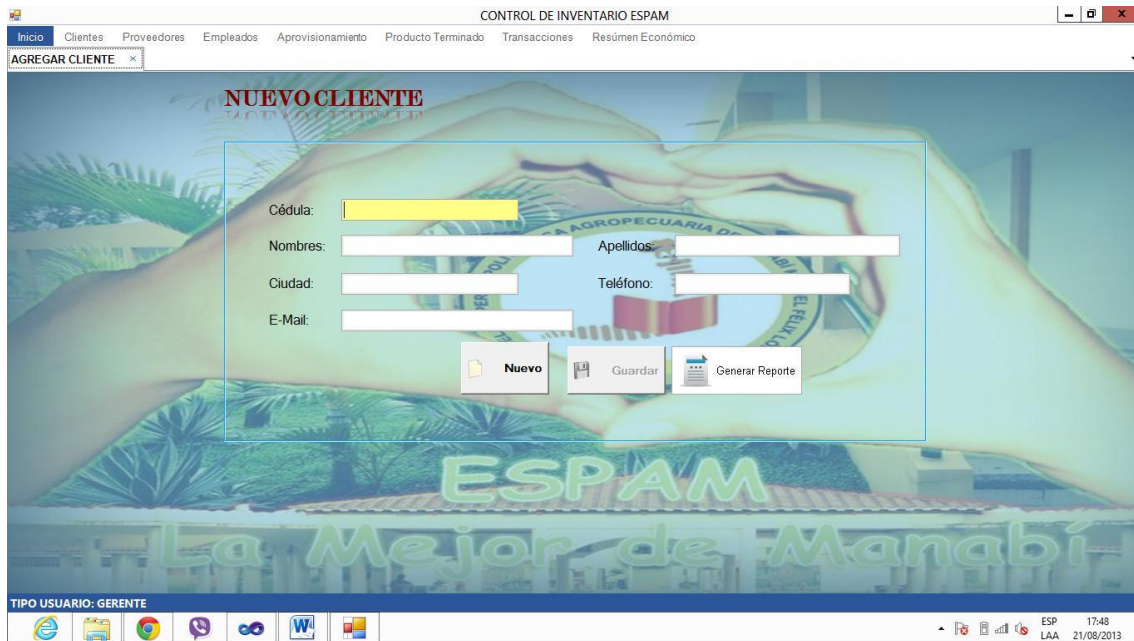 CONTROL DE INVENTARIO ESPAM
Inicio Clientes Proveedores Empleados Aprovisionamiento Producto Terminado Transacciones Resúmen Económico
AGREGAR CLIENTE
NUEVO CLIENTE
Cédula:
AGROPECUARIA
Nombres:
Apellidos:
Ciudad:
Teléfono:
E-Mail:
Nuevo
Guardar
Generar Reporte
ESPAM
La Mejor de Manabí
TIPO USUARIO: GERENTE
ESP 17:48
LAA 21/08/2013